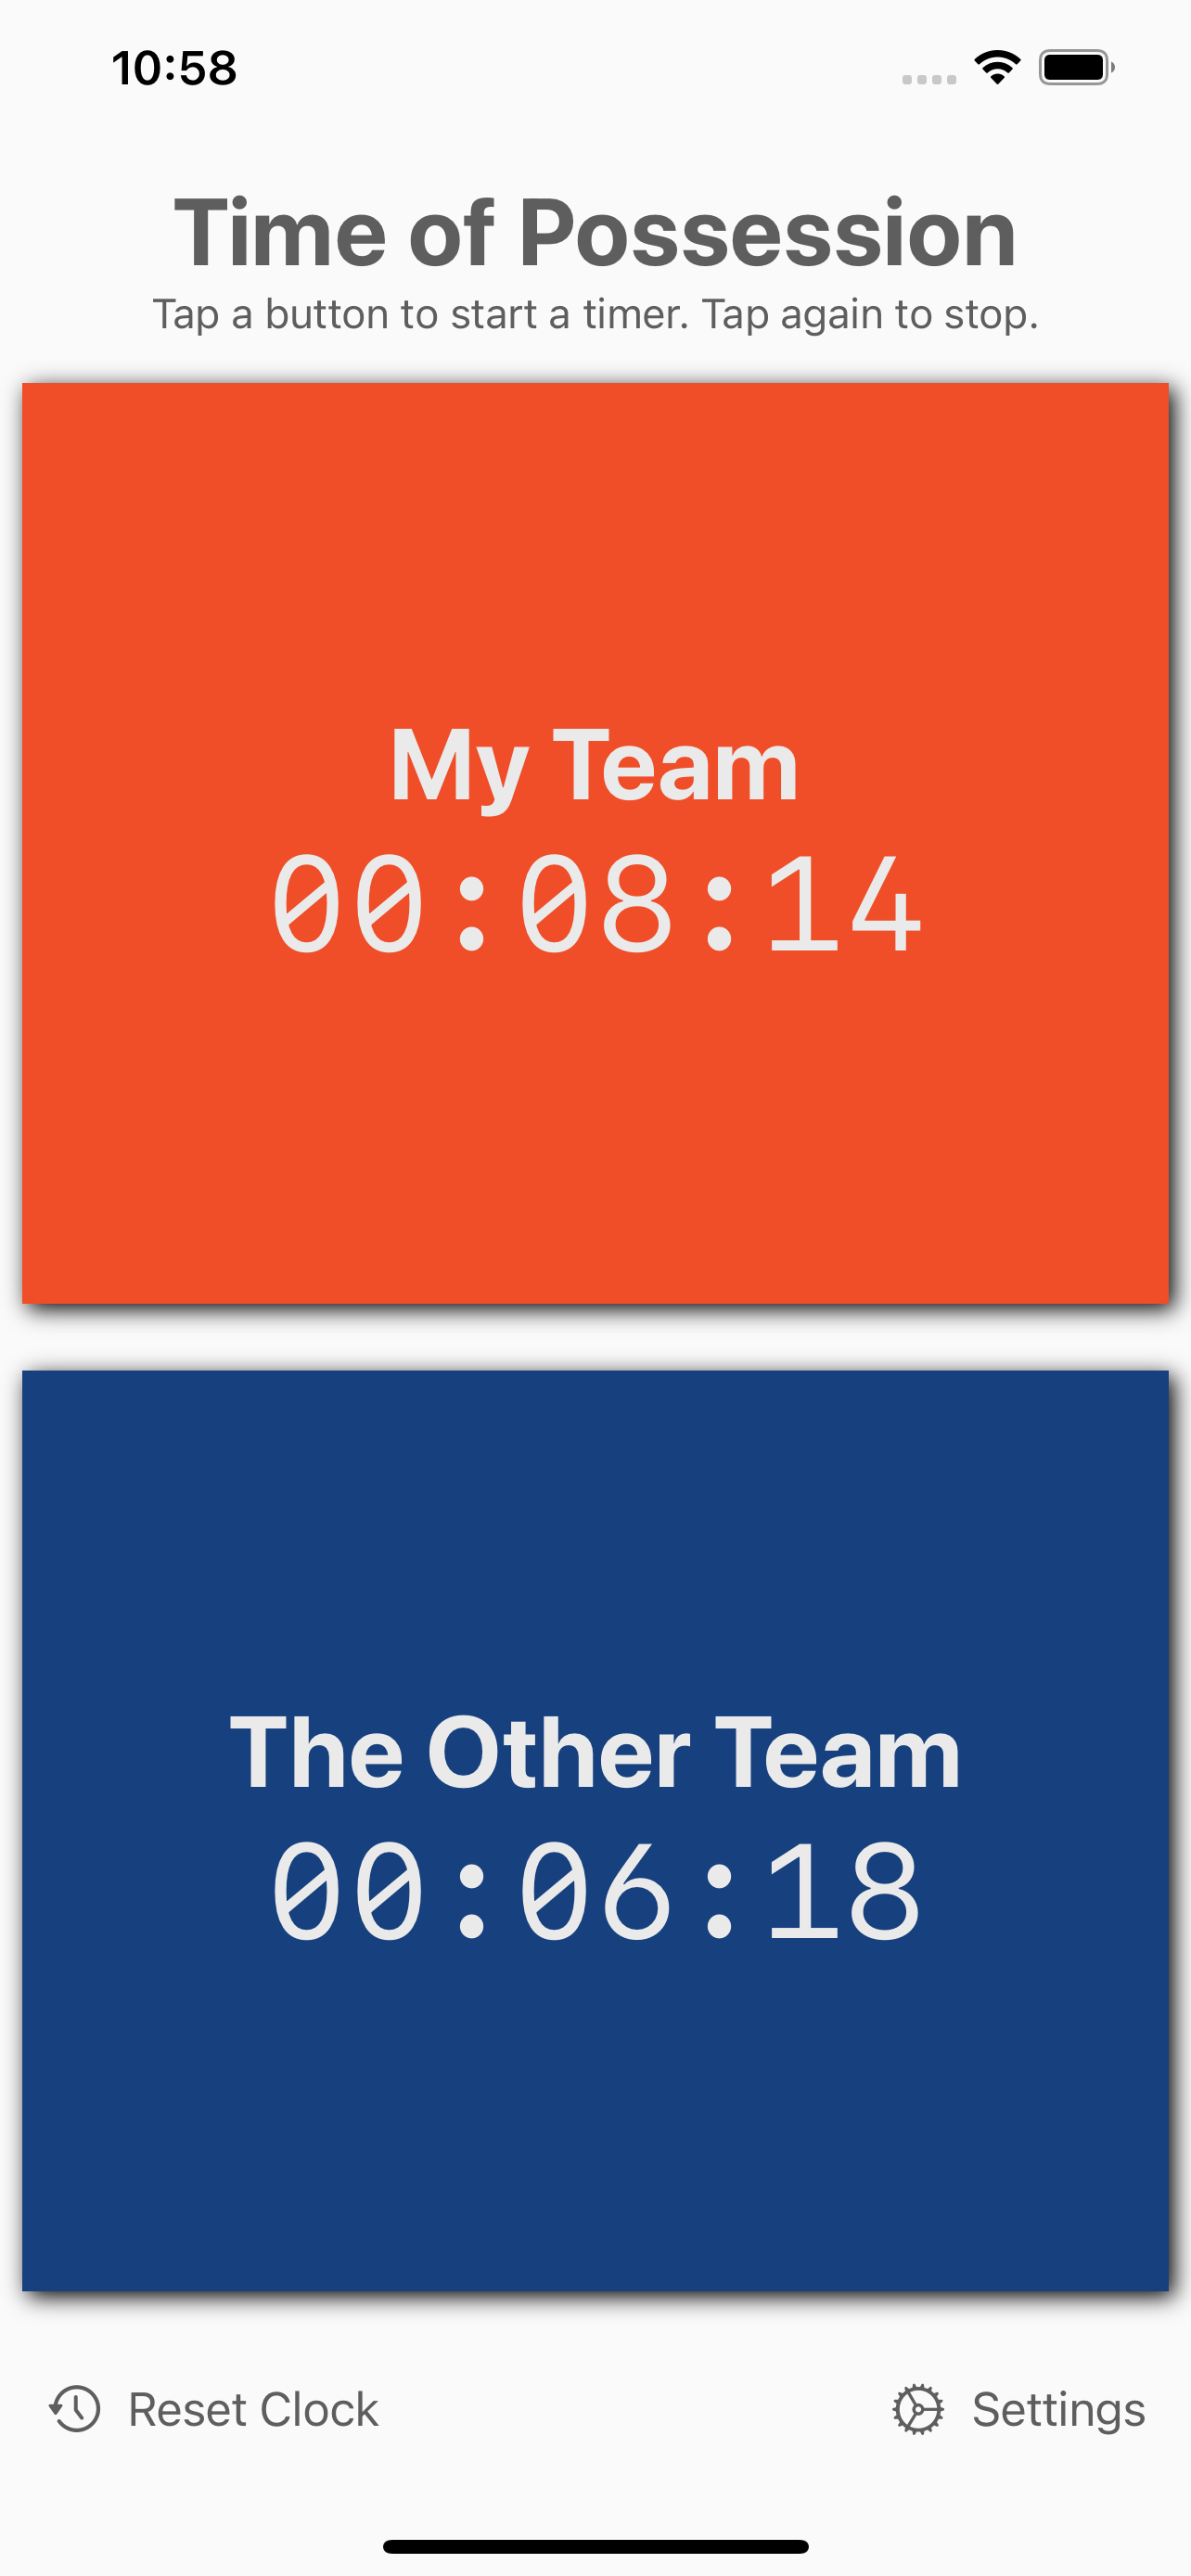 10:58
Time of Possession
Tap a button to start a timer. Tap again to stop.
My Team
00:08:14
The Other Team
00:06:18
Reset Clock
Settings